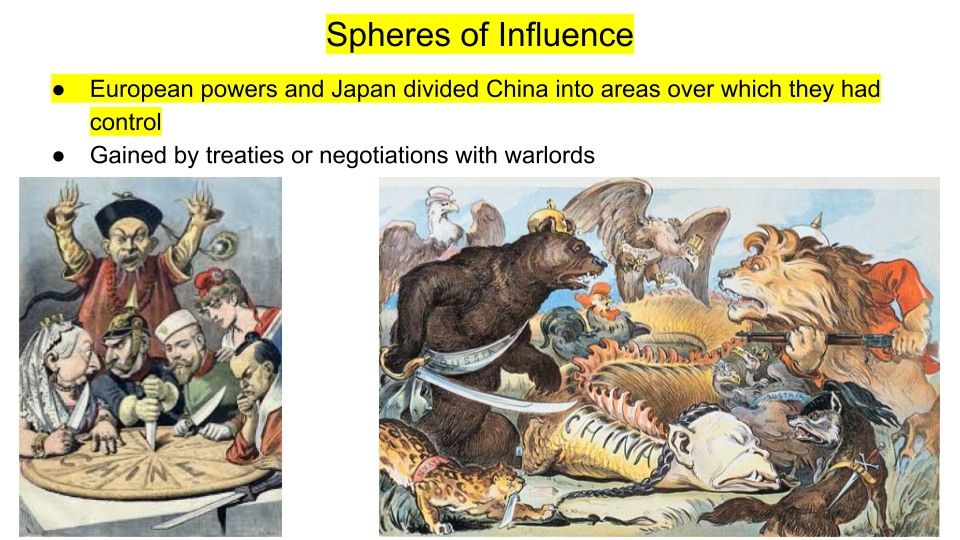 Spheres of Influence
● European powers and Japan divided China into areas over which they had
control
● Gained by treaties or negotiations with warlords
CHINE
RUSSIA
CHINA
AUSTRIA